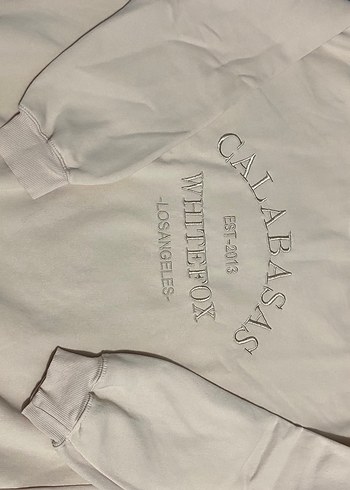 CALABASAS
EST-2013
WHITEFOX
-LOSANGELES-